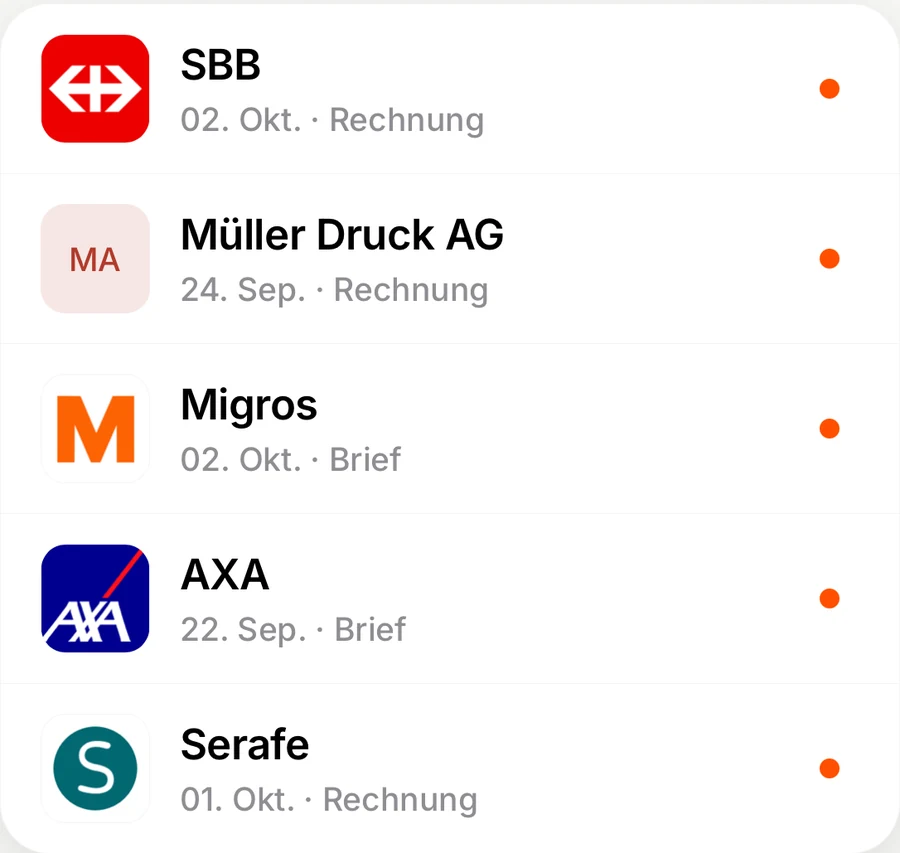 SBB
02. Okt. · Rechnung
MA
Müller Druck AG
24. Sep. · Rechnung
M
Migros
02. Okt. · Brief
AXA
AXA
22. Sep. · Brief
S
Serafe
01. Okt. · Rechnung